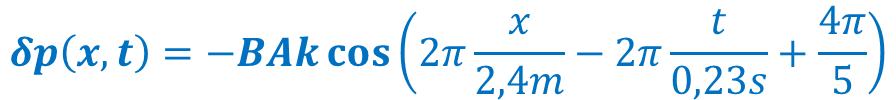 δp(x, t) = −BAk cos(2π x/2,4m − 2π t/0,23s + 4π/5)